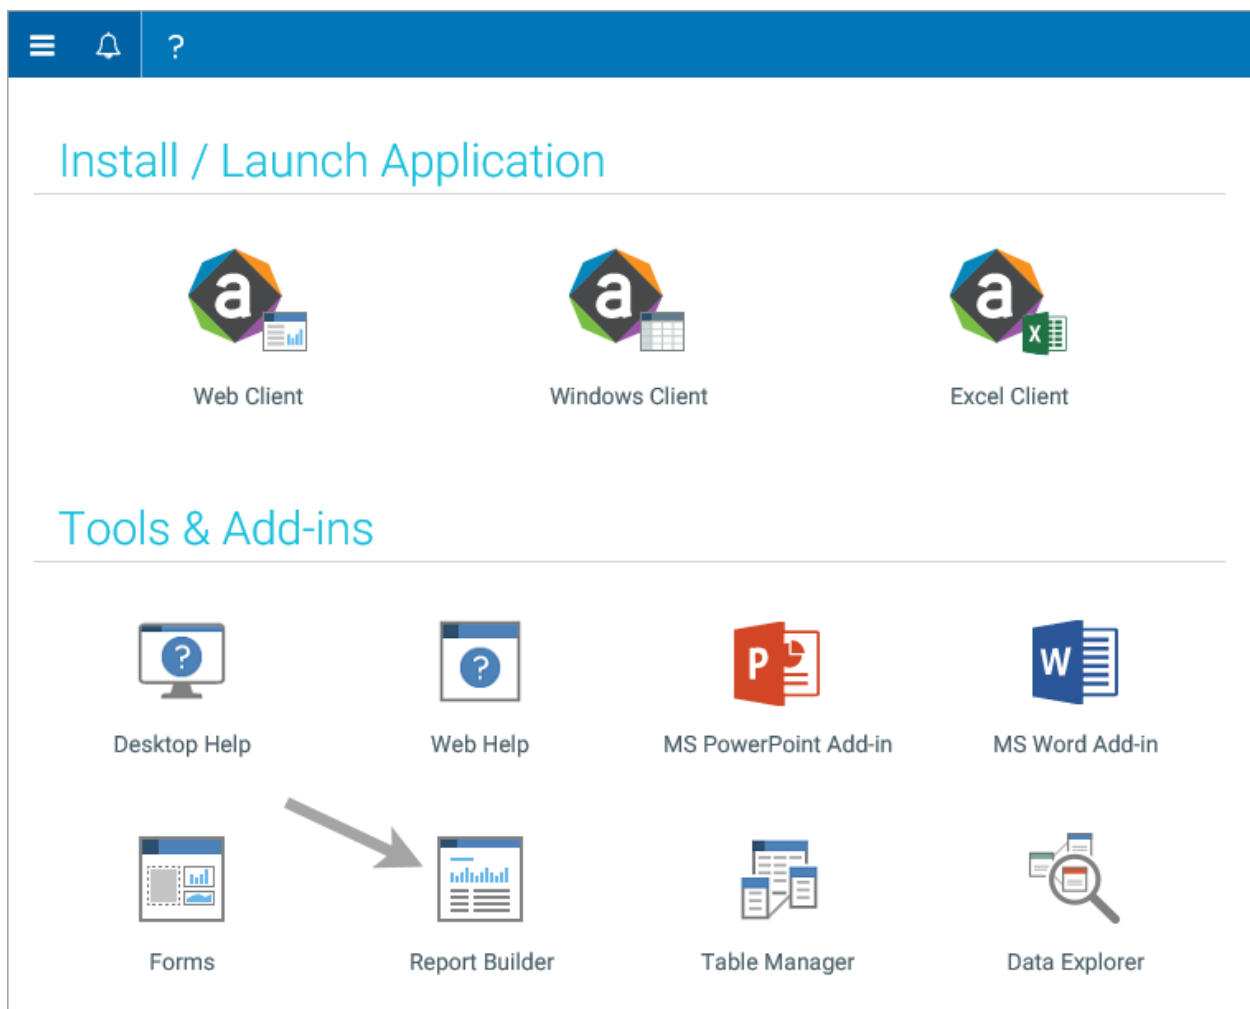 ?
Install / Launch Application
a
a
a
X
Web Client
Windows Client
Excel Client
Tools & Add-ins
?
?
P
W
Desktop Help
Web Help
MS PowerPoint Add-in
MS Word Add-in
Forms
Report Builder
Table Manager
Data Explorer